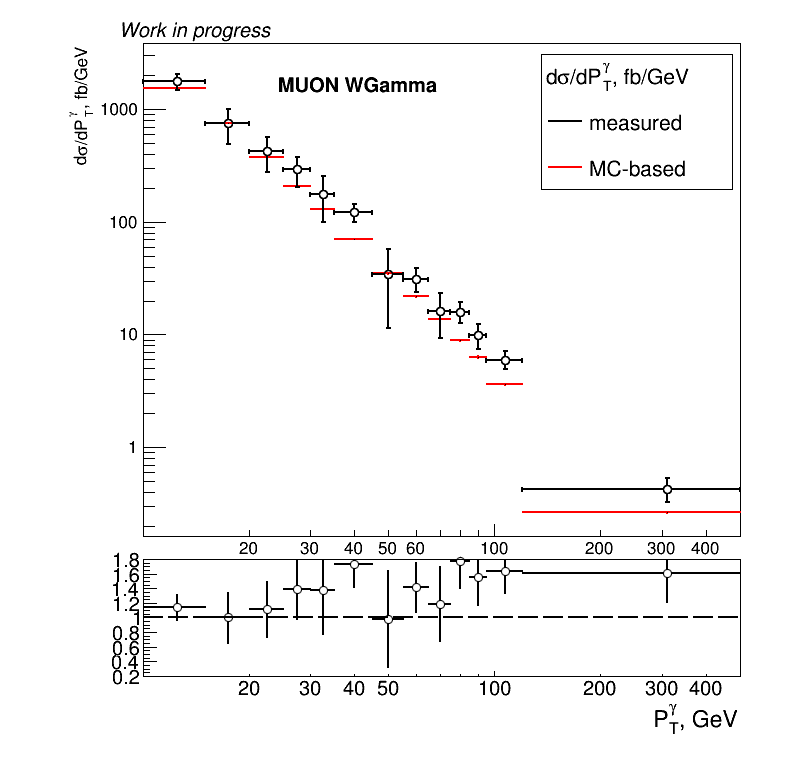 Work in progress
dσ/dP_T^γ, fb/GeV
MUON WGamma
dσ/dP_T^γ, fb/GeV
measured
MC-based
1000
100
10
1
20 30 40 50 60 100 200 300 400
1.8
1.6
1.4
1.2
1
0.8
0.6
0.4
0.2
20 30 40 50 100 200 300 400
P_T^γ, GeV